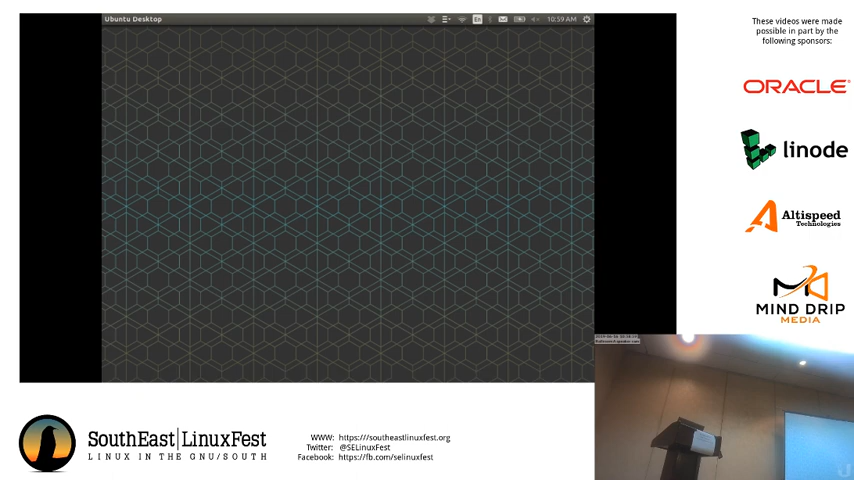 Ubuntu Desktop
En
10:59 AM
These videos were made
possible in part by the
following sponsors:
ORACLE®
linode
Altispeed
Technologies
MIND DRIP
MEDIA
SouthEast|LinuxFest
LINUX IN THE GNU/SOUTH
WWW: https://southeastlinuxfest.org
Twitter: @SELinuxFest
Facebook: https://fb.com/selinuxfest